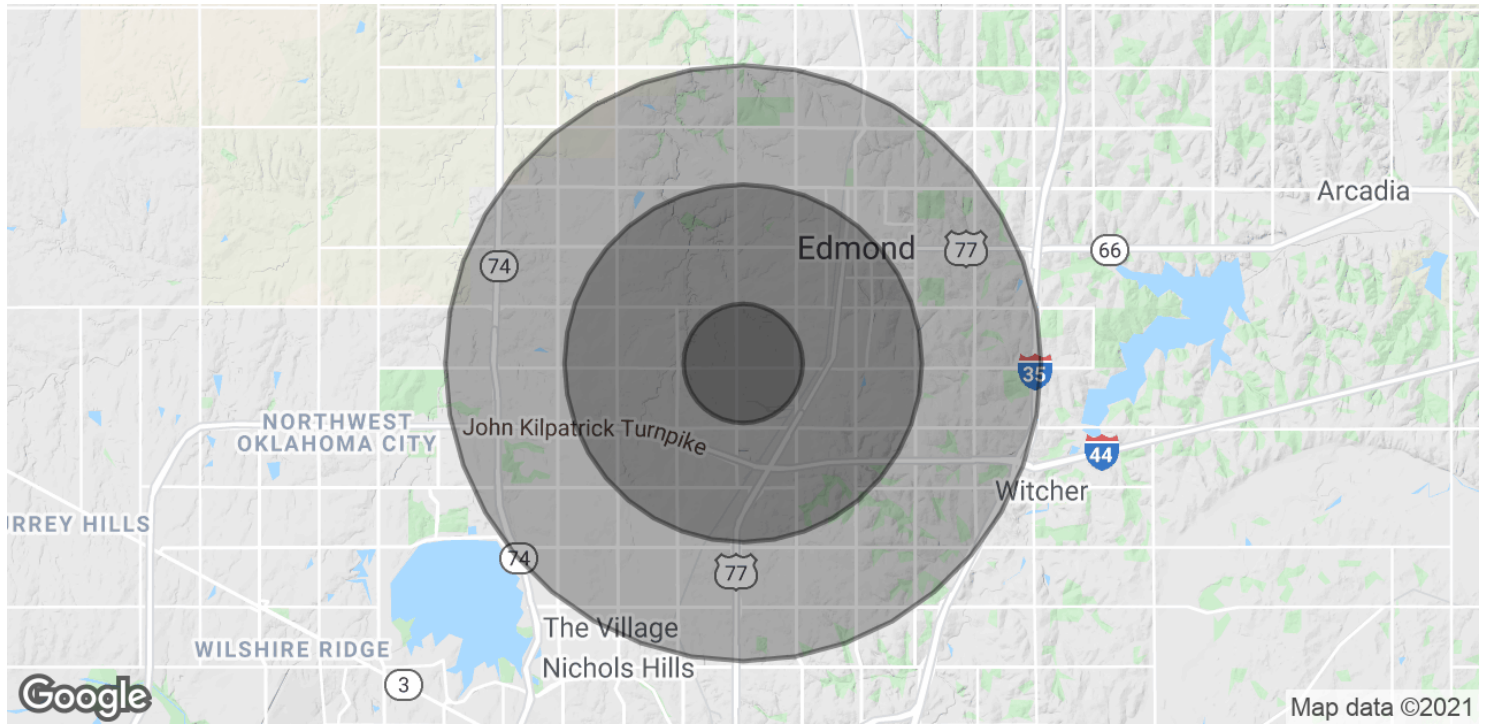 Arcadia
Edmond
77
66
74
35
NORTHWEST
OKLAHOMA CITY
John Kilpatrick Turnpike
44
Witcher
RREY HILLS
74
77
The Village
WILSHIRE RIDGE
Nichols Hills
3
Google
Map data ©2021